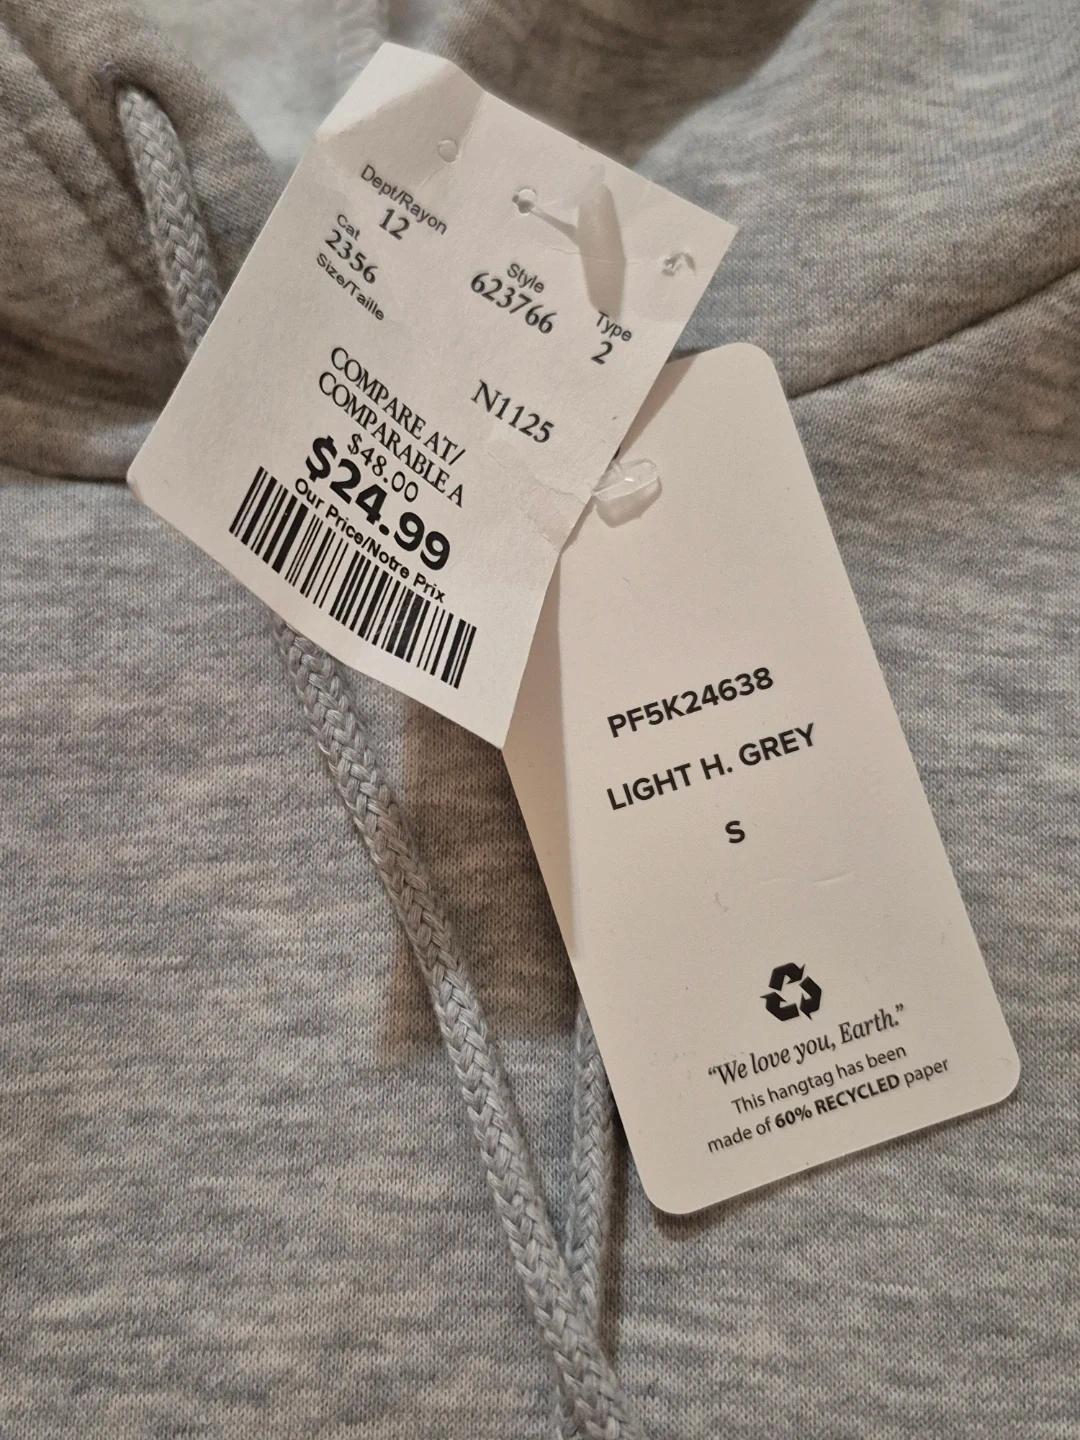 Dept/Rayon
12
Cat
2356
Size/Taille
Style
623766
Type
2
N1125
COMPARE AT/
COMPARABLE A
$48.00
$24.99
Our Price/Notre Prix
PF5K24638
LIGHT H. GREY
S
“We love you, Earth.”
This hangtag has been
made of 60% RECYCLED paper